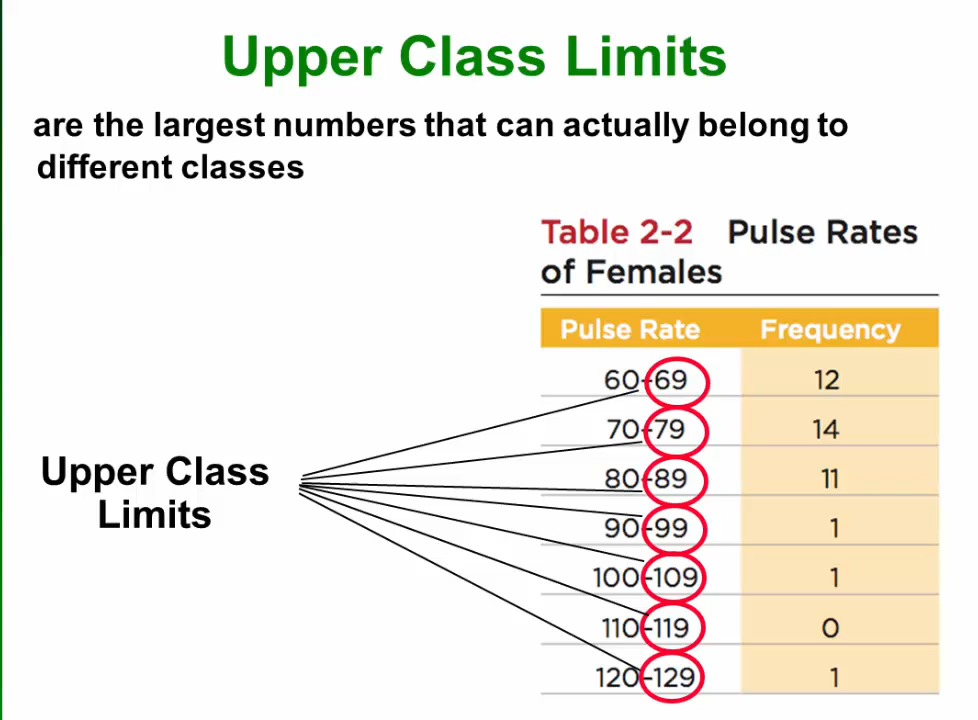 Upper Class Limits
are the largest numbers that can actually belong to
different classes
Table 2-2 Pulse Rates
of Females
Pulse Rate Frequency
60-69 12
70-79 14
80-89 11
Upper Class
Limits
90-99 1
100-109 1
110-119 0
120-129 1